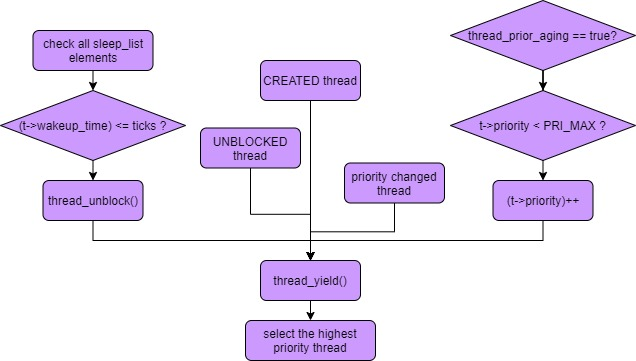 check all sleep_list
elements
(t->wakeup_time) <= ticks ?
thread_unblock()
CREATED thread
UNBLOCKED
thread
priority changed
thread
thread_prior_aging == true?
t->priority < PRI_MAX ?
(t->priority)++
thread_yield()
select the highest
priority thread